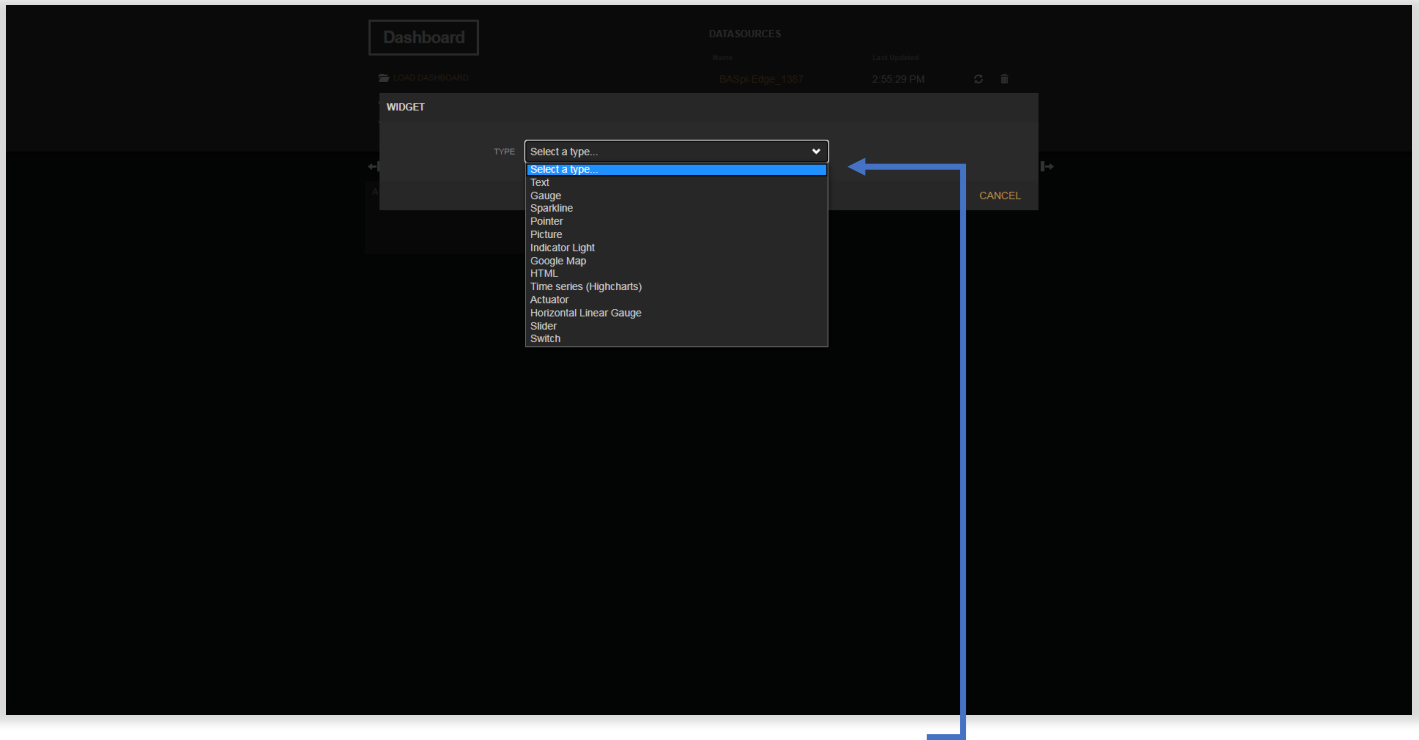 Dashboard
DATASOURCES
Name
Last Updated
LOAD DASHBOARD
BASpi-Edge_1387
2:55:29 PM
WIDGET
TYPE
Select a type...
Select a type...
Text
Gauge
Sparkline
Pointer
Picture
Indicator Light
Google Map
HTML
Time series (Highcharts)
Actuator
Horizontal Linear Gauge
Slider
Switch
CANCEL